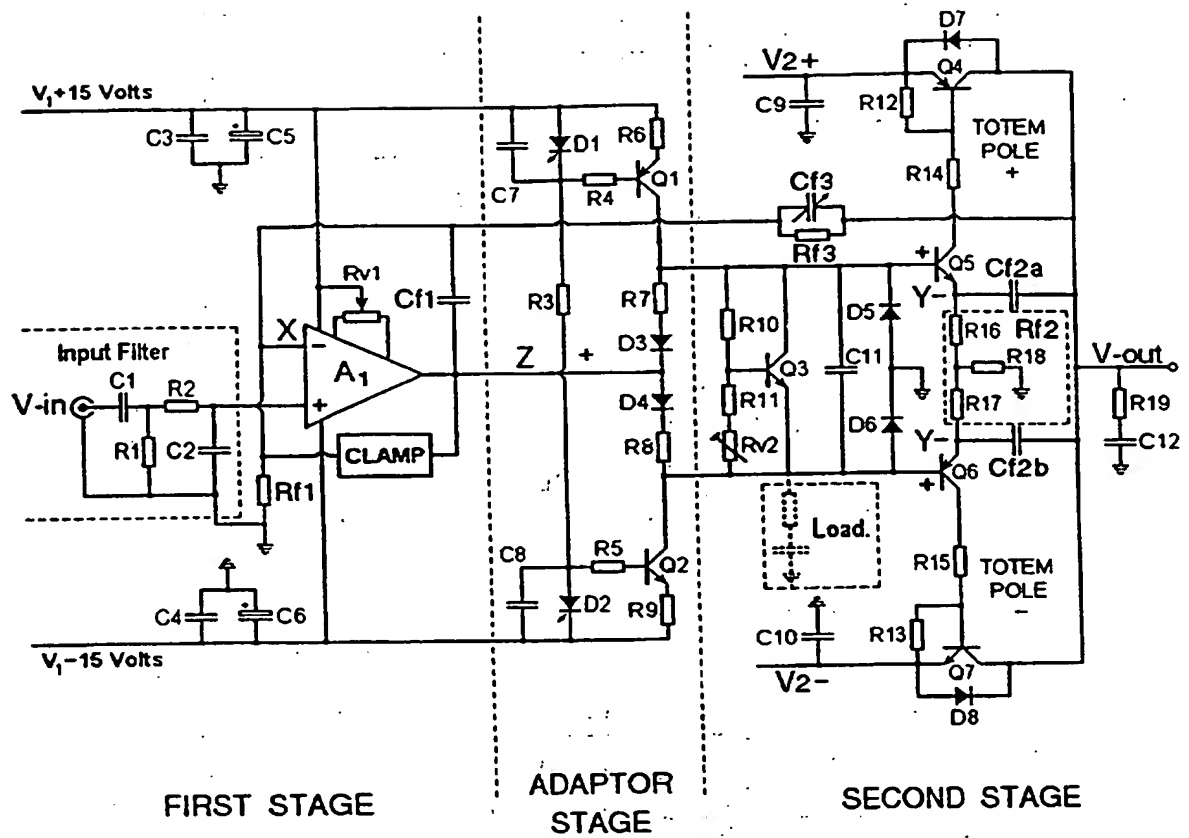 D7
V2+
Q4
V₁+15 Volts
C9
R12
C3
C5
D1
R6
TOTEM
POLE
+
C7
R4
Q1
Cf3
R14
Rf3
Rv1
Cf1
R3
R7
+
Q5
Cf2a
Y-
D5
R16
Rf2
R10
X
Input Filter
D3
Q3
C11
R18
V-out
A₁
Z
+
C1
R2
V-in
D4
R11
R17
R19
R1
C2
CLAMP
R8
Rv2
D6
Y-
C12
Cf2b
+
Q6
Rf1
Load.
C8
R5
Q2
R15
TOTEM
POLE
-
C4
C6
D2
R9
C10
R13
V₁-15 Volts
V2-
Q7
D8
FIRST STAGE
ADAPTOR
STAGE
SECOND STAGE